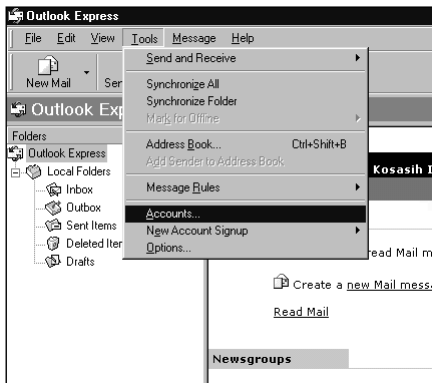 Outlook Express
File Edit View Tools Message Help
Send and Receive
New Mail Ser
Synchronize All
Synchronize Folder
Mark for Offline
Outlook Exp
Folders
Address Book... Ctrl+Shift+B
Add Sender to Address Book
Outlook Express
Local Folders
Kosasih I
Message Rules
Inbox
Outbox
Accounts...
Sent Items
New Account Signup
Deleted Iter
Options...
read Mail m
Drafts
Create a new Mail messa
Read Mail
Newsgroups